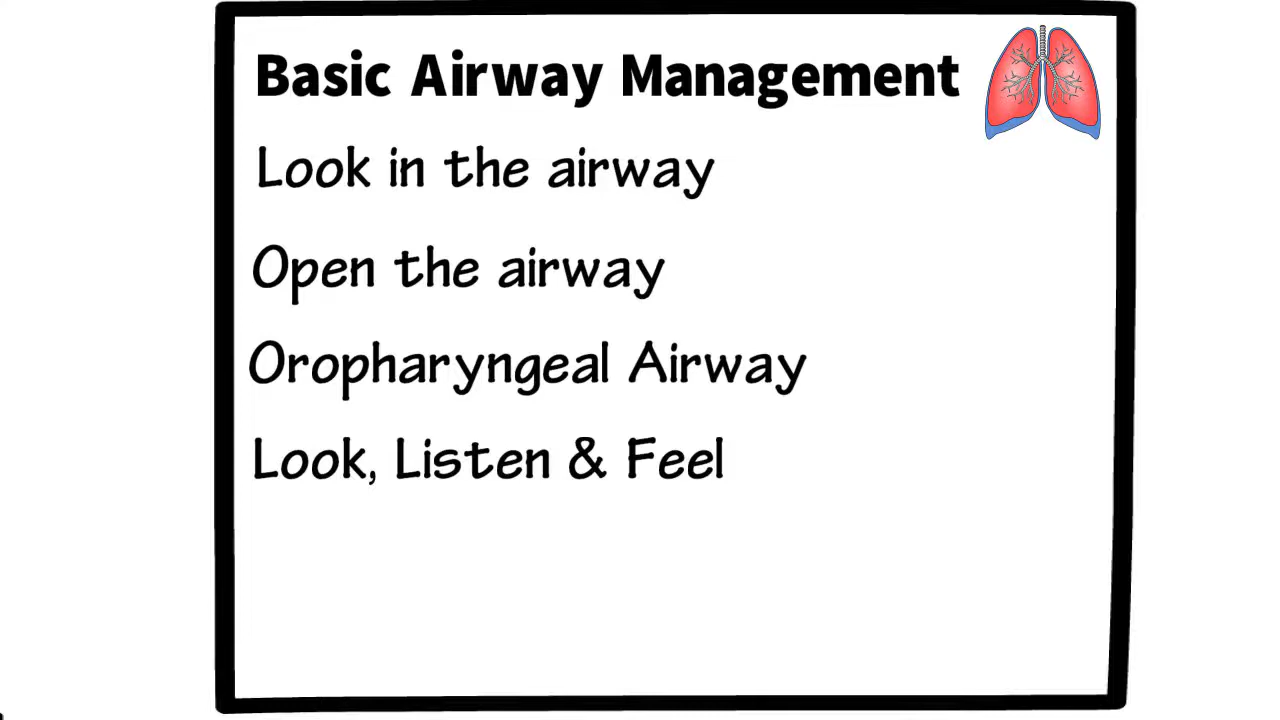 Basic Airway Management
Look in the airway
Open the airway
Oropharyngeal Airway
Look, Listen & Feel